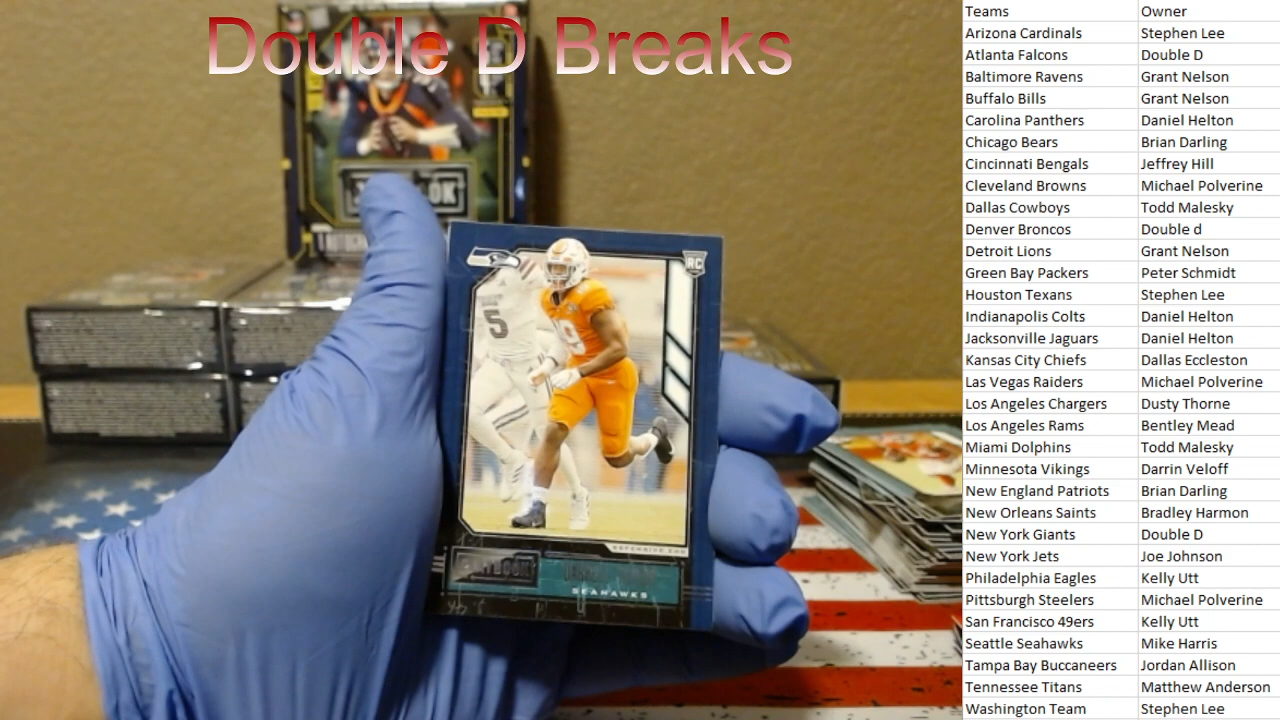 Double D Breaks
RC
5
DEFENSIVE END
PLAYBOOK
SEAHAWKS
Teams Owner
Arizona Cardinals Stephen Lee
Atlanta Falcons Double D
Baltimore Ravens Grant Nelson
Buffalo Bills Grant Nelson
Carolina Panthers Daniel Helton
Chicago Bears Brian Darling
Cincinnati Bengals Jeffrey Hill
Cleveland Browns Michael Polverine
Dallas Cowboys Todd Malesky
Denver Broncos Double d
Detroit Lions Grant Nelson
Green Bay Packers Peter Schmidt
Houston Texans Stephen Lee
Indianapolis Colts Daniel Helton
Jacksonville Jaguars Daniel Helton
Kansas City Chiefs Dallas Eccleston
Las Vegas Raiders Michael Polverine
Los Angeles Chargers Dusty Thorne
Los Angeles Rams Bentley Mead
Miami Dolphins Todd Malesky
Minnesota Vikings Darrin Veloff
New England Patriots Brian Darling
New Orleans Saints Bradley Harmon
New York Giants Double D
New York Jets Joe Johnson
Philadelphia Eagles Kelly Utt
Pittsburgh Steelers Michael Polverine
San Francisco 49ers Kelly Utt
Seattle Seahawks Mike Harris
Tampa Bay Buccaneers Jordan Allison
Tennessee Titans Matthew Anderson
Washington Team Stephen Lee